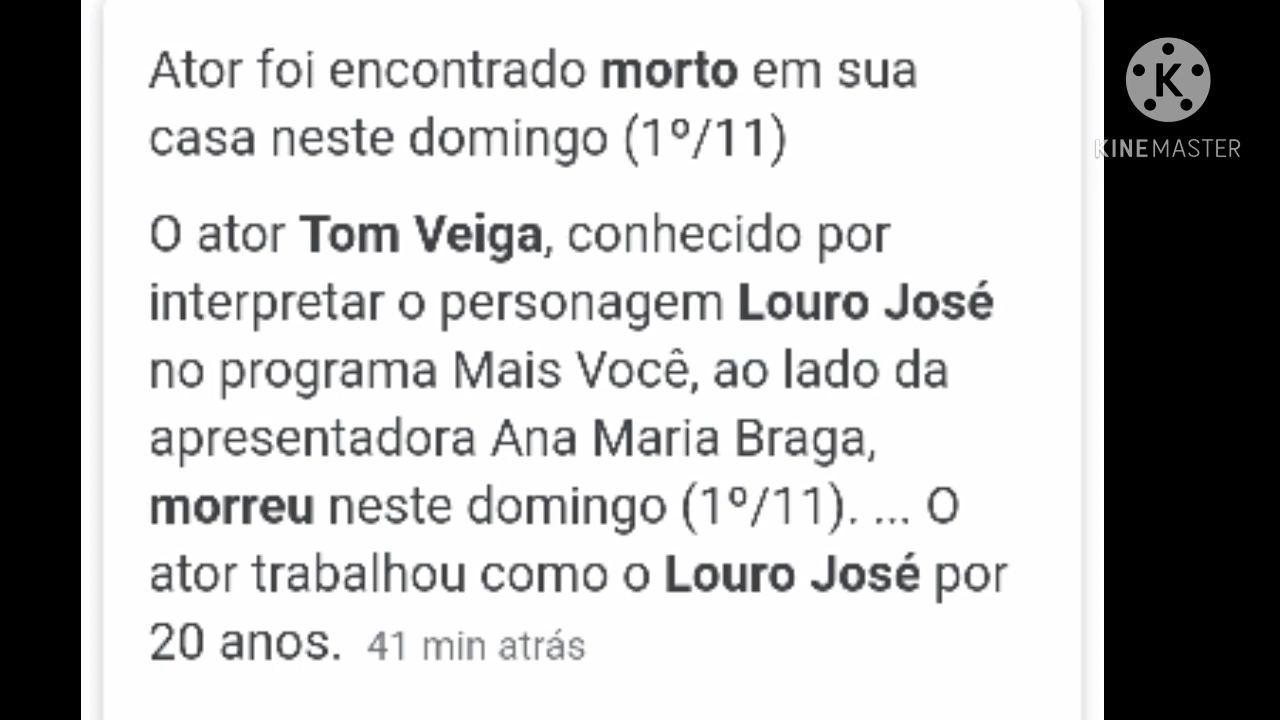 Ator foi encontrado morto em sua
casa neste domingo (1º/11)
O ator Tom Veiga, conhecido por
interpretar o personagem Louro José
no programa Mais Você, ao lado da
apresentadora Ana Maria Braga,
morreu neste domingo (1º/11). ... O
ator trabalhou como o Louro José por
20 anos. 41 min atrás
K
KINEMASTER